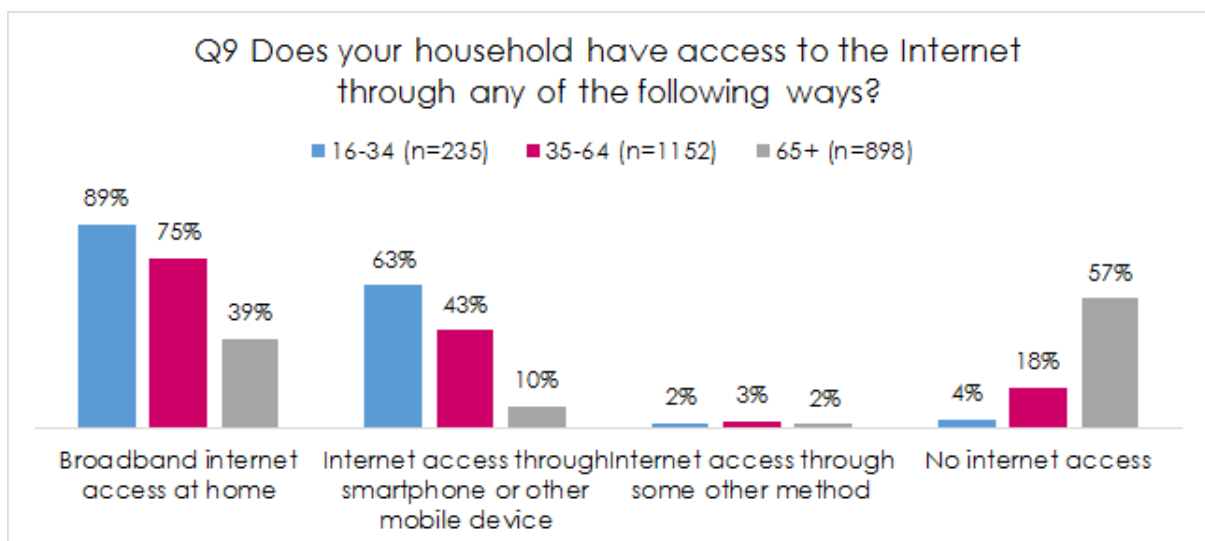 Q9 Does your household have access to the Internet
through any of the following ways?
16-34 (n=235) 35-64 (n=1152) 65+ (n=898)
89%
75%
39%
63%
43%
10%
2%
3%
2%
4%
18%
57%
Broadband internet
access at home
Internet access through
smartphone or other
mobile device
Internet access through
some other method
No internet access